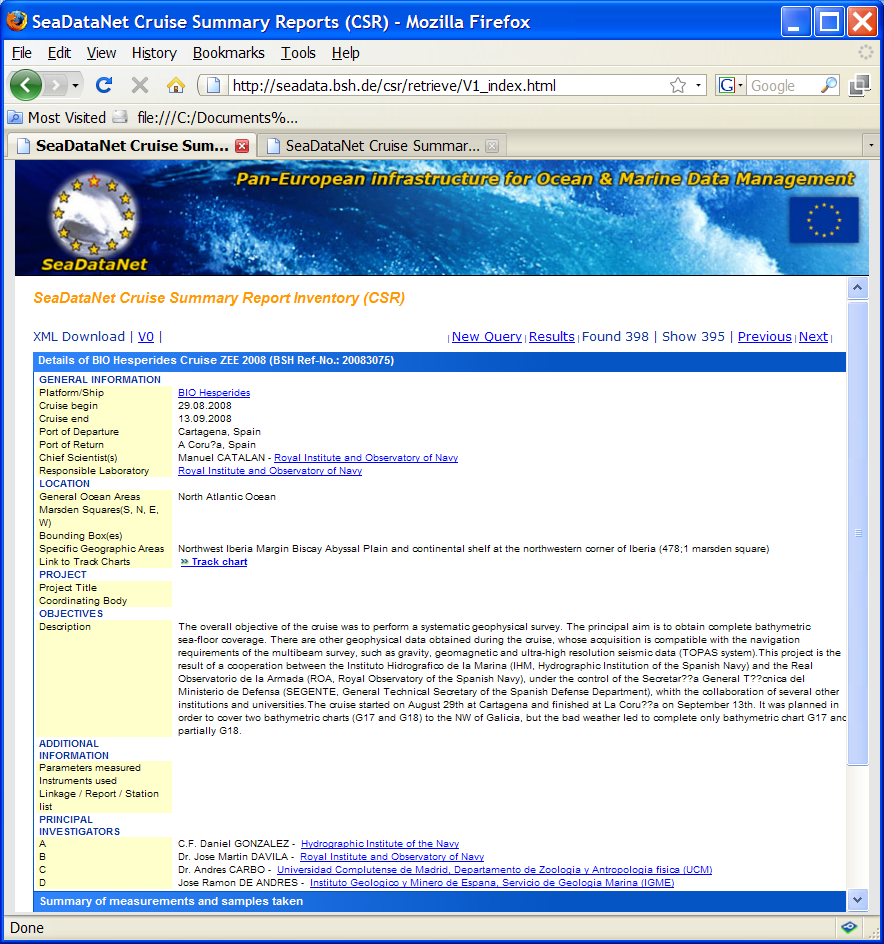 SeaDataNet Cruise Summary Reports (CSR) - Mozilla Firefox
File Edit View History Bookmarks Tools Help
http://seadata.bsh.de/csr/retrieve/V1_index.html
G Google
Most Visited file:///C:/Documents%...
SeaDataNet Cruise Sum... SeaDataNet Cruise Summar...
Pan-European infrastructure for Ocean & Marine Data Management
SeaDataNet
SeaDataNet Cruise Summary Report Inventory (CSR)
XML Download | V0 | | New Query | Results | Found 398 | Show 395 | Previous | Next |
Details of BIO Hesperides Cruise ZEE 2008 (BSH Ref-No.: 20083075)
GENERAL INFORMATION
Platform/Ship BIO Hesperides
Cruise begin 29.08.2008
Cruise end 13.09.2008
Port of Departure Cartagena, Spain
Port of Return A Coru?a, Spain
Chief Scientist(s) Manuel CATALAN - Royal Institute and Observatory of Navy
Responsible Laboratory Royal Institute and Observatory of Navy
LOCATION
General Ocean Areas North Atlantic Ocean
Marsden Squares(S, N, E,
W)
Bounding Box(es)
Specific Geographic Areas Northwest Iberia Margin Biscay Abyssal Plain and continental shelf at the northwestern corner of Iberia (478;1 marsden square)
Link to Track Charts » Track chart
PROJECT
Project Title
Coordinating Body
OBJECTIVES
Description The overall objective of the cruise was to perform a systematic geophysical survey. The principal aim is to obtain complete bathymetric
sea-floor coverage. There are other geophysical data obtained during the cruise, whose acquisition is compatible with the navigation
requirements of the multibeam survey, such as gravity, geomagnetic and ultra-high resolution seismic data (TOPAS system).This project is the
result of a cooperation between the Instituto Hidrografico de la Marina (IHM, Hydrographic Institution of the Spanish Navy) and the Real
Observatorio de la Armada (ROA, Royal Observatory of the Spanish Navy), under the control of the Secretar??a General T??cnica del
Ministerio de Defensa (SEGENTE, General Technical Secretary of the Spanish Defense Department), whith the collaboration of several other
institutions and universities.The cruise started on August 29th at Cartagena and finished at La Coru??a on September 13th. It was planned in
order to cover two bathymetric charts (G17 and G18) to the NW of Galicia, but the bad weather led to complete only bathymetric chart G17 and
partially G18.
ADDITIONAL
INFORMATION
Parameters measured
Instruments used
Linkage / Report / Station
list
PRINCIPAL
INVESTIGATORS
A C.F. Daniel GONZALEZ - Hydrographic Institute of the Navy
B Dr. Jose Martin DAVILA - Royal Institute and Observatory of Navy
C Dr. Andres CARBO - Universidad Complutense de Madrid, Departamento de Zoologia y Antropologia fisica (UCM)
D Jose Ramon DE ANDRES - Instituto Geologico y Minero de Espana, Servicio de Geologia Marina (IGME)
Summary of measurements and samples taken
Done